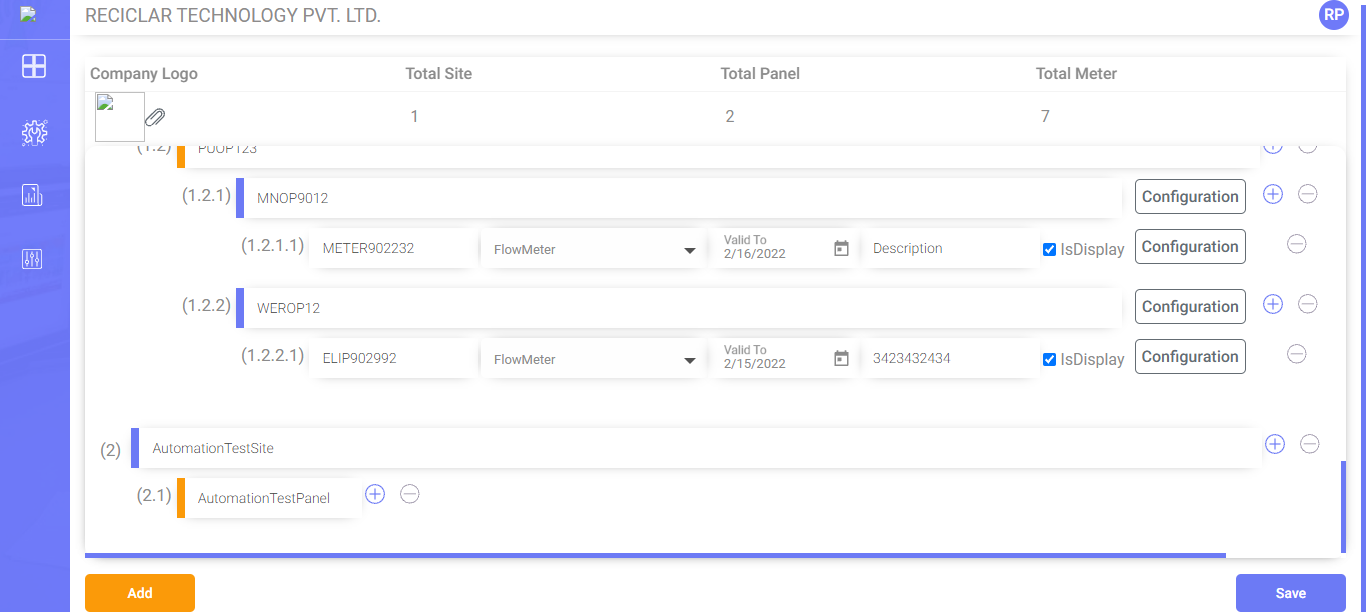 RECICLAR TECHNOLOGY PVT. LTD.
RP
Company Logo Total Site Total Panel Total Meter
1 2 7
(1.2) POOP123
(1.2.1) MNOP9012 Configuration
(1.2.1.1) METER902232 FlowMeter Valid To 2/16/2022 Description IsDisplay Configuration
(1.2.2) WEROP12 Configuration
(1.2.2.1) ELIP902992 FlowMeter Valid To 2/15/2022 3423432434 IsDisplay Configuration
(2) AutomationTestSite
(2.1) AutomationTestPanel
Add Save